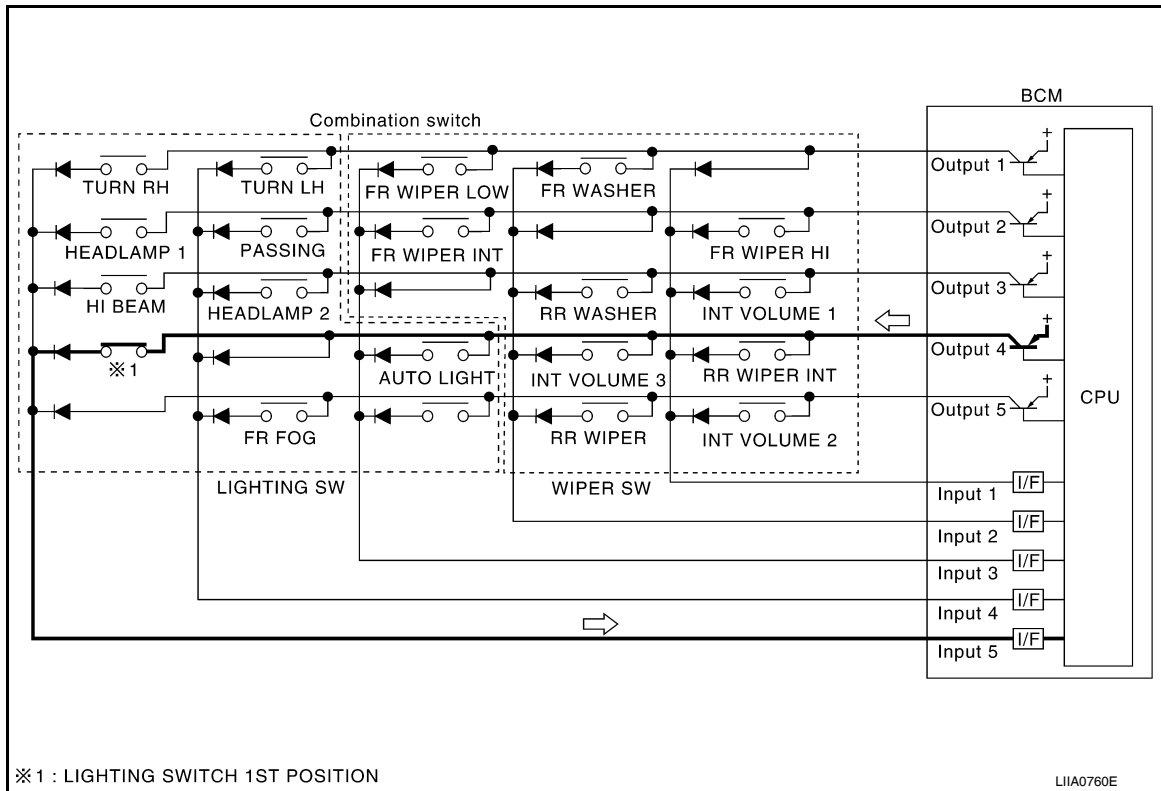 BCM
Combination switch
Output 1
TURN RH
TURN LH
FR WIPER LOW
FR WASHER
Output 2
HEADLAMP 1
PASSING
FR WIPER INT
FR WIPER HI
Output 3
HI BEAM
HEADLAMP 2
RR WASHER
INT VOLUME 1
Output 4
※1
AUTO LIGHT
INT VOLUME 3
RR WIPER INT
CPU
Output 5
FR FOG
RR WIPER
INT VOLUME 2
LIGHTING SW
WIPER SW
Input 1
I/F
Input 2
I/F
Input 3
I/F
Input 4
I/F
Input 5
I/F
+
+
+
+
+
※1 : LIGHTING SWITCH 1ST POSITION
LIIA0760E